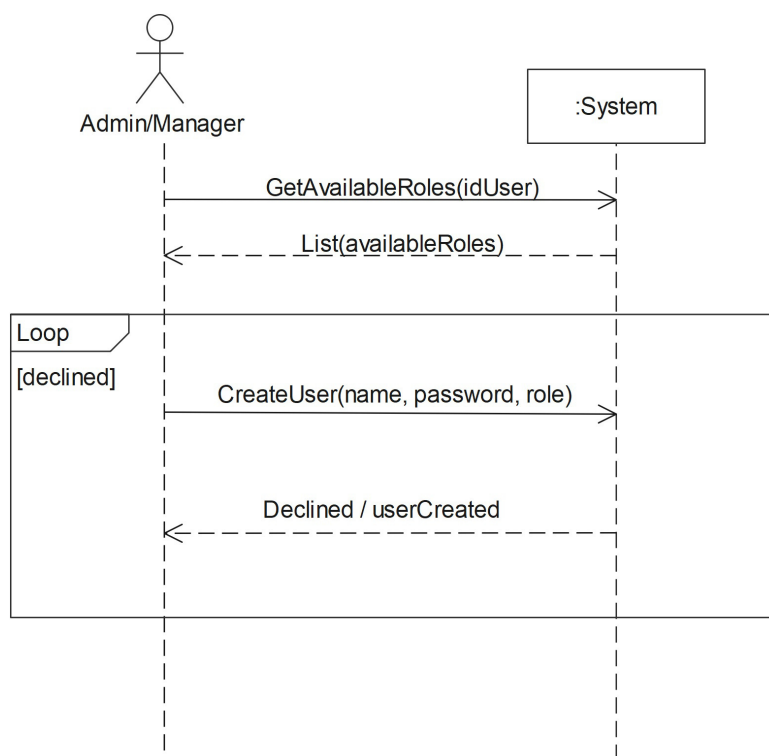 Admin/Manager
:System
GetAvailableRoles(idUser)
List(availableRoles)
Loop
[declined]
CreateUser(name, password, role)
Declined / userCreated